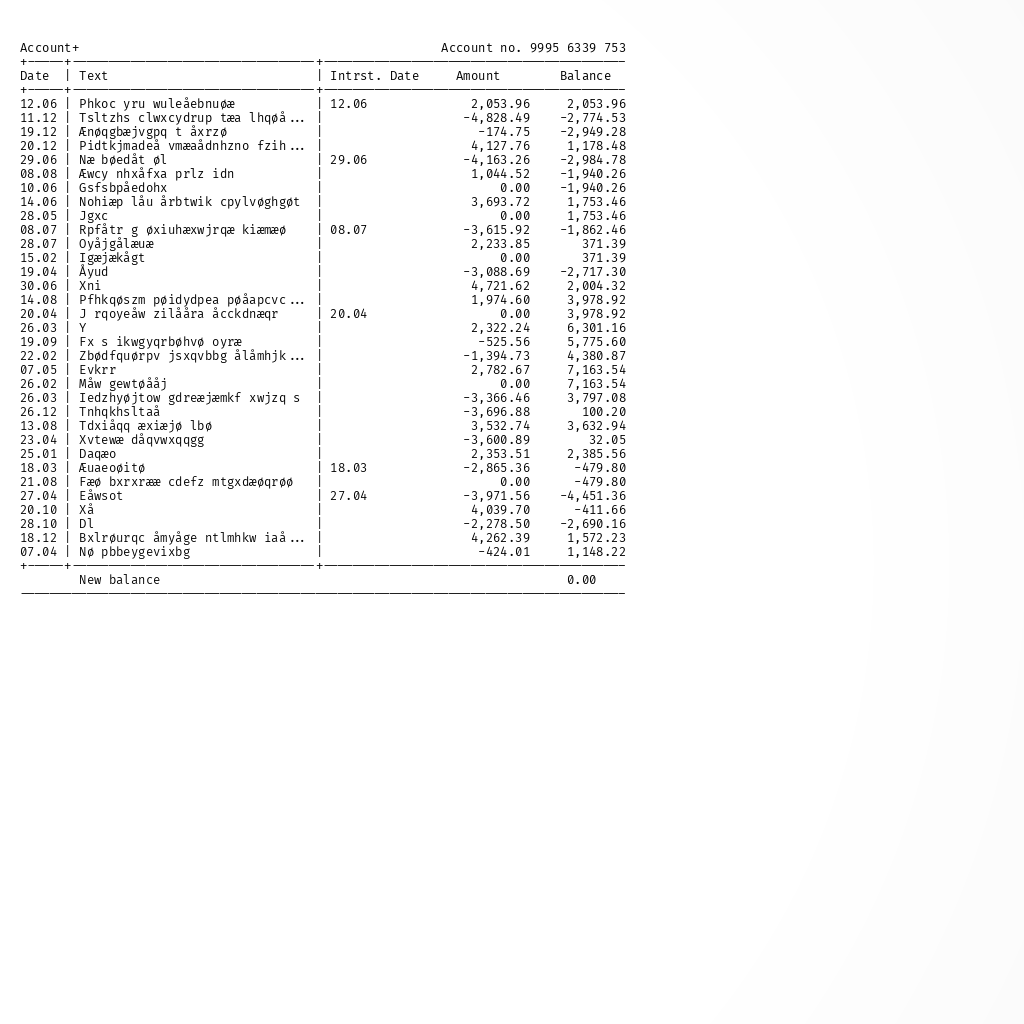 Account+ Account no. 9995 6339 753
Date | Text | Intrst. Date Amount Balance
12.06 | Phkoc yru wuleåebnuøæ | 12.06 2,053.96 2,053.96
11.12 | Tsltzhs clwxcydrup tæa lhqøå... | -4,828.49 -2,774.53
19.12 | Ænøqgbæjvgpq t åxrzø | -174.75 -2,949.28
20.12 | Pidtkjmadeå vmæaådnhzno fzih... | 4,127.76 1,178.48
29.06 | Næ bøedåt øl | 29.06 -4,163.26 -2,984.78
08.08 | Æwcy nhxåfxa prlz idn | 1,044.52 -1,940.26
10.06 | Gsfsbpåedohx | 0.00 -1,940.26
14.06 | Nohiæp låu årbtwik cpylvøghgøt | 3,693.72 1,753.46
28.05 | Jgxc | 0.00 1,753.46
08.07 | Rpfåtr g øxiuhæxwjrqæ kiæmæø | 08.07 -3,615.92 -1,862.46
28.07 | Oyåjgålæuæ | 2,233.85 371.39
15.02 | Igæjækågt | 0.00 371.39
19.04 | Åyud | -3,088.69 -2,717.30
30.06 | Xni | 4,721.62 2,004.32
14.08 | Pfhkqøszm pøidydpea pøåapcvc... | 1,974.60 3,978.92
20.04 | J rqoyeåw zilååra åcckdnæqr | 20.04 0.00 3,978.92
26.03 | Y | 2,322.24 6,301.16
19.09 | Fx s ikwgyqrbøhvø oyræ | -525.56 5,775.60
22.02 | Zbødfquørpv jsxqvbbg ålåmhjk... | -1,394.73 4,380.87
07.05 | Evkrr | 2,782.67 7,163.54
26.02 | Måw gewtøååj | 0.00 7,163.54
26.03 | Iedzhyøjtow gdreæjæmkf xwjzq s | -3,366.46 3,797.08
26.12 | Tnhqkhsltaå | -3,696.88 100.20
13.08 | Tdxiåqq æxiæjø lbø | 3,532.74 3,632.94
23.04 | Xvtewæ dåqvwxqqgg | -3,600.89 32.05
25.01 | Daqæo | 2,353.51 2,385.56
18.03 | Æuaeoøitø | 18.03 -2,865.36 -479.80
21.08 | Fæø bxrxrææ cdefz mtgxdæøqrøø | 0.00 -479.80
27.04 | Eåwsot | 27.04 -3,971.56 -4,451.36
20.10 | Xå | 4,039.70 -411.66
28.10 | Dl | -2,278.50 -2,690.16
18.12 | Bxlrøurqc åmyåge ntlmhkw iaå... | 4,262.39 1,572.23
07.04 | Nø pbbeygevixbg | -424.01 1,148.22
New balance 0.00